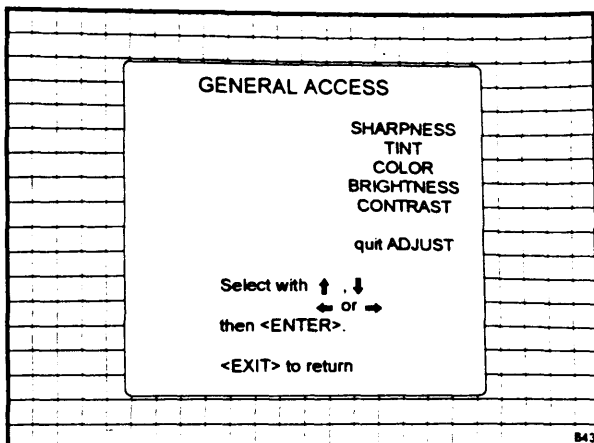 GENERAL ACCESS
SHARPNESS
TINT
COLOR
BRIGHTNESS
CONTRAST
quit ADJUST
Select with ↑ , ↓
← or →
then <ENTER>.
<EXIT> to return
B43